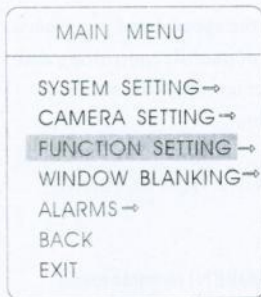 MAIN MENU
SYSTEM SETTING→
CAMERA SETTING→
FUNCTION SETTING→
WINDOW BLANKING→
ALARMS→
BACK
EXIT